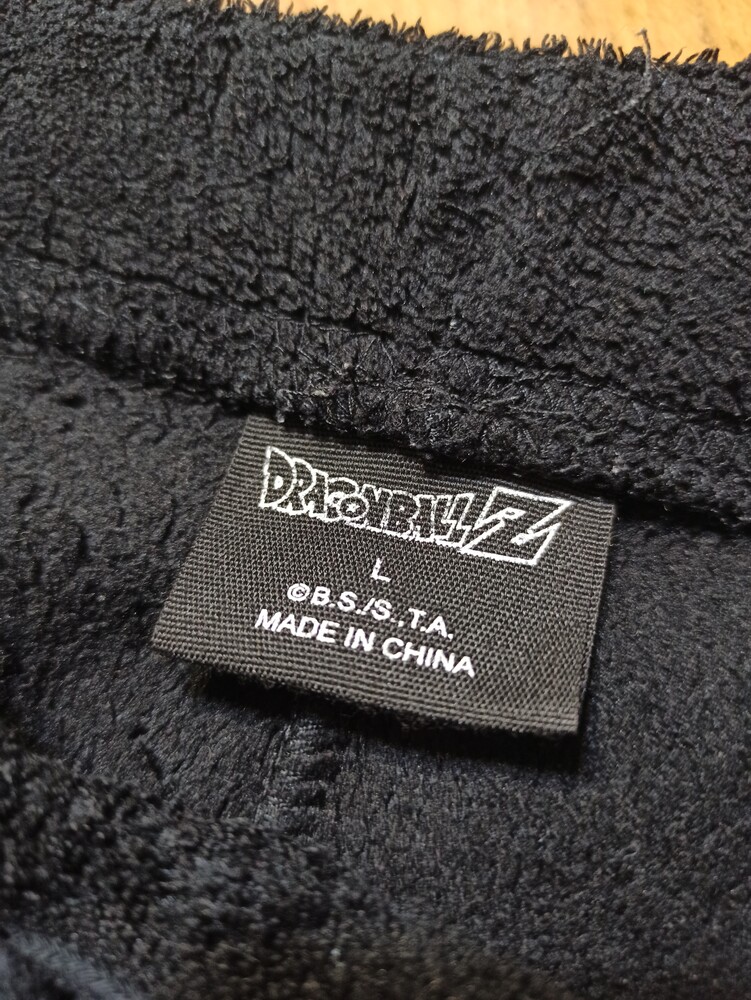 DRAGONBALL Z
L
©B.S./S.,T.A.
MADE IN CHINA